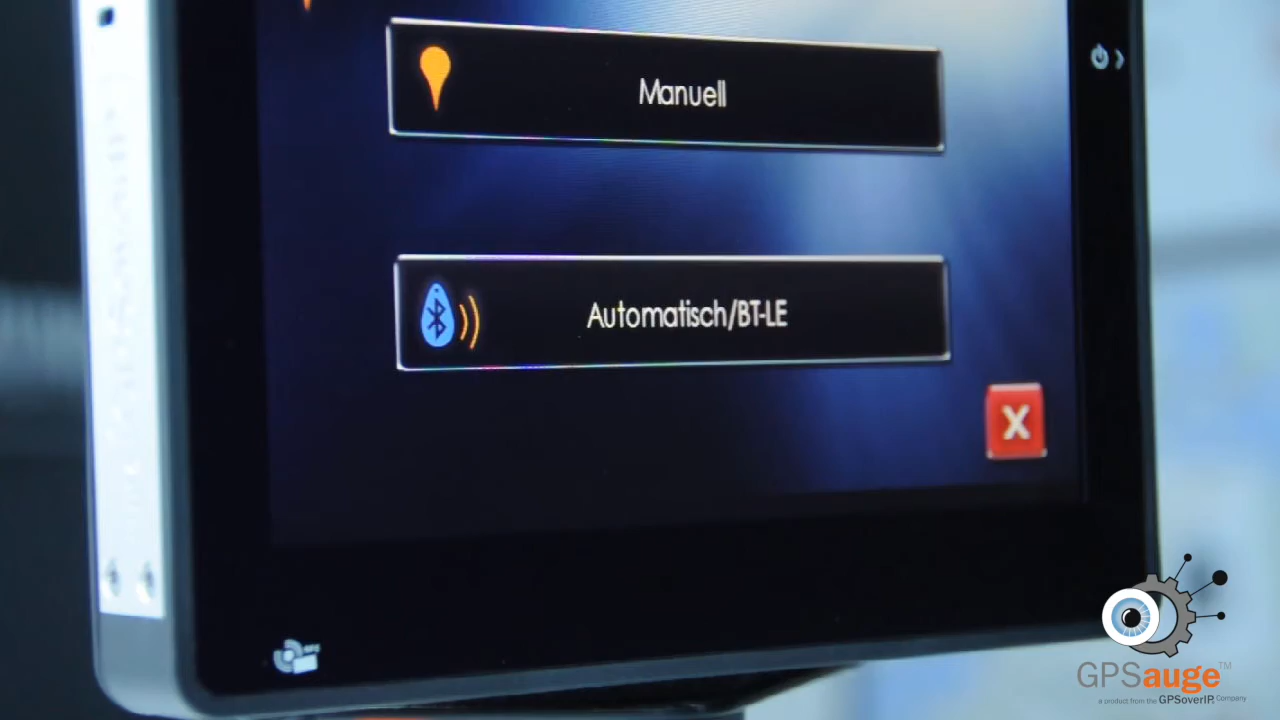 Manuell
Automatisch/BT-LE
X
GPSauge™
a product from the GPSoverIP. Company